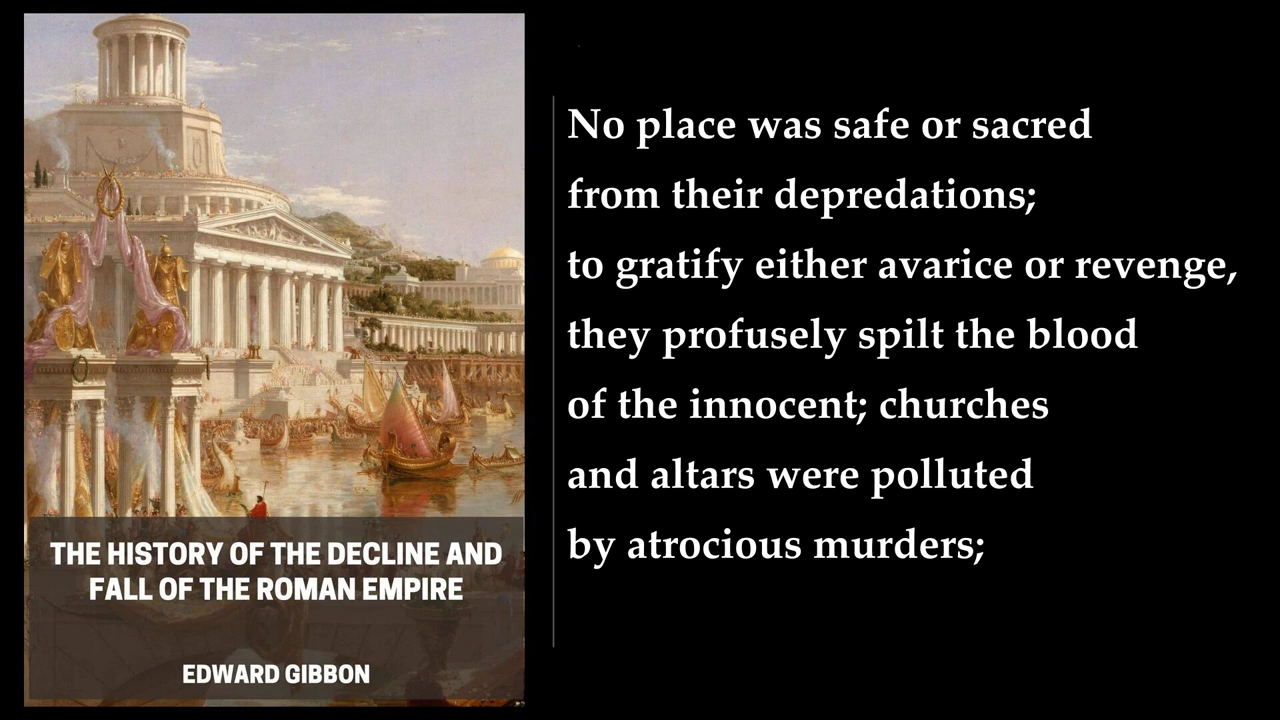 THE HISTORY OF THE DECLINE AND
FALL OF THE ROMAN EMPIRE
EDWARD GIBBON
No place was safe or sacred
from their depredations;
to gratify either avarice or revenge,
they profusely spilt the blood
of the innocent; churches
and altars were polluted
by atrocious murders;